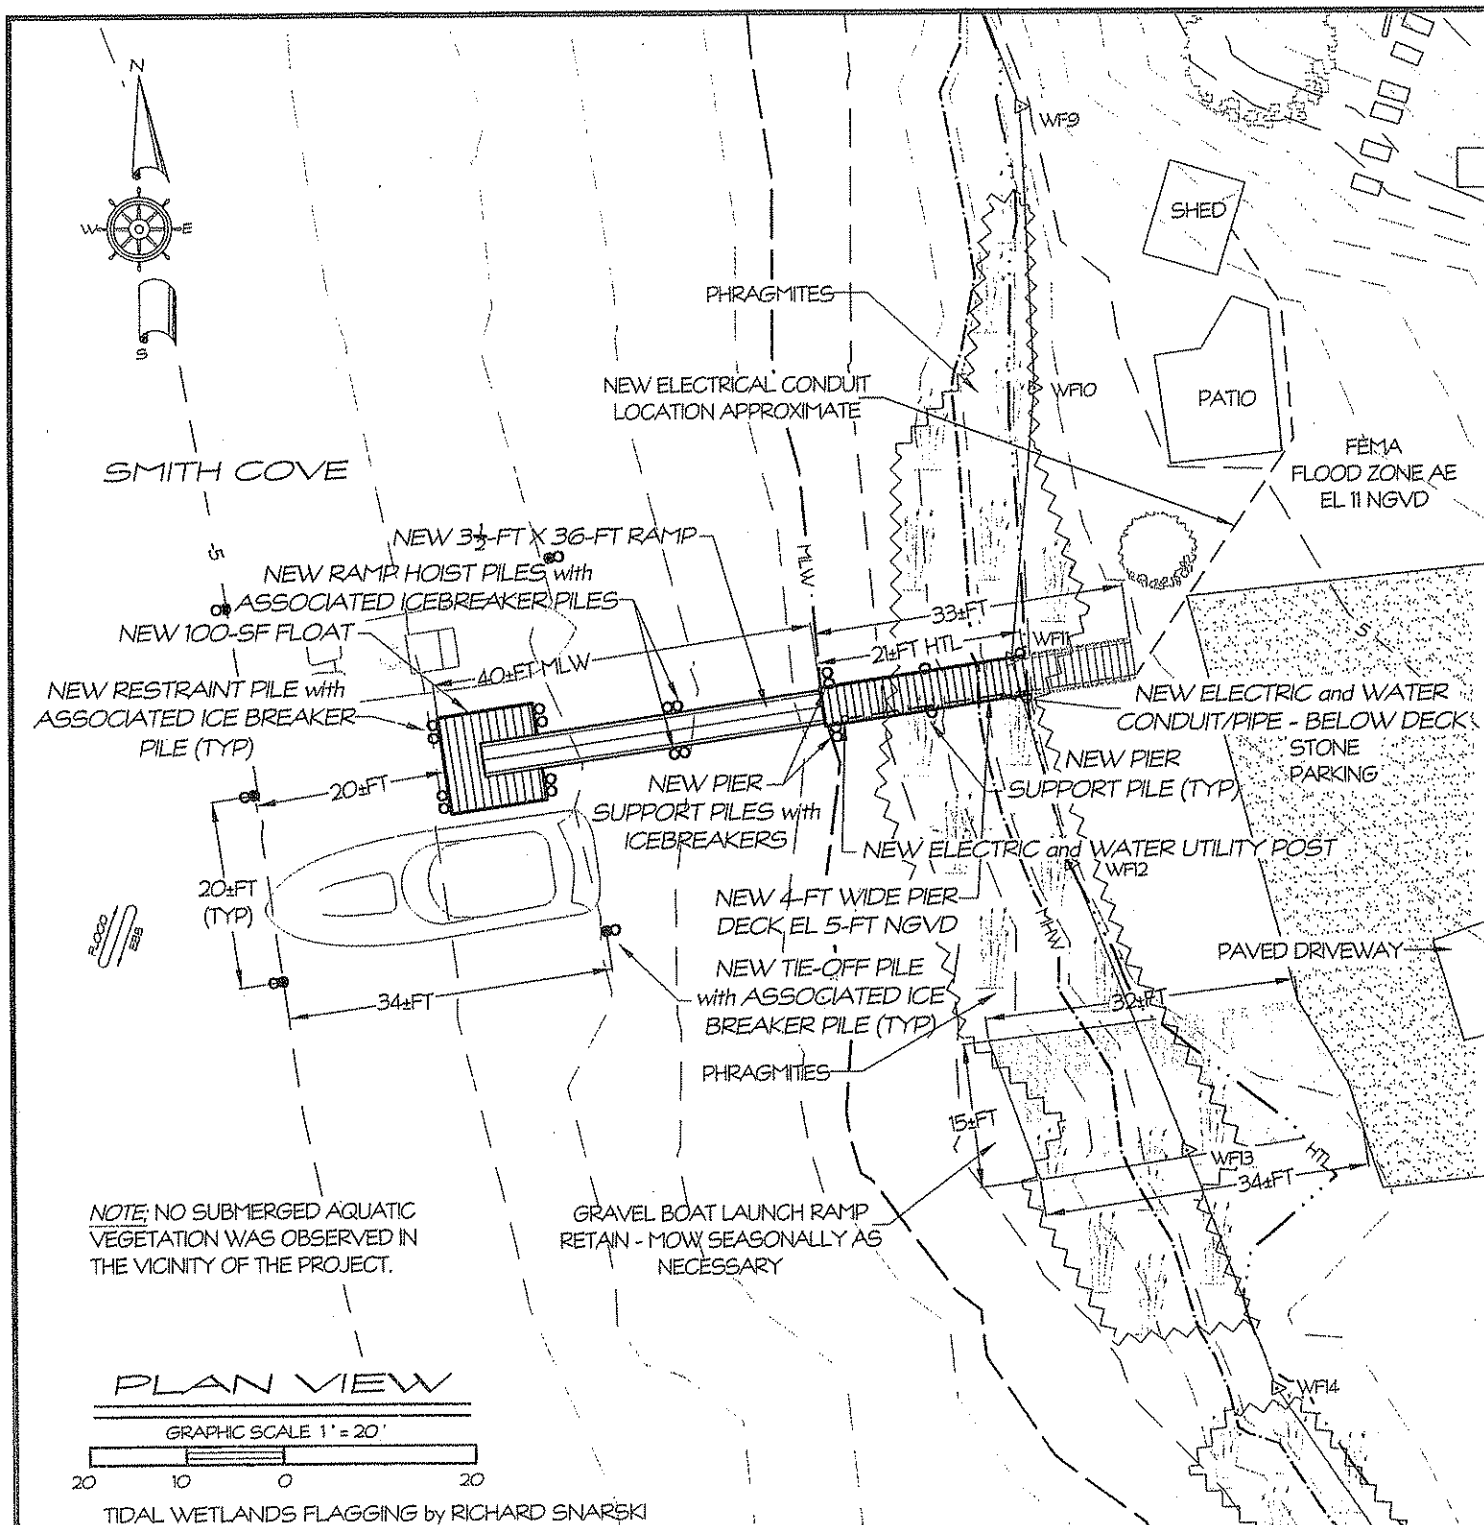 N
W
E
S
WF9
SHED
PHRAGMITES
NEW ELECTRICAL CONDUIT
LOCATION APPROXIMATE
WF10
PATIO
FEMA
FLOOD ZONE AE
EL 11 NGVD
SMITH COVE
-5
NEW 3½-FT X 36-FT RAMP
MLW
NEW RAMP HOIST PILES with
ASSOCIATED ICEBREAKER PILES
33±FT
NEW 100-SF FLOAT
5
21±FT HTL
WF11
40±FT MLW
NEW RESTRAINT PILE with
ASSOCIATED ICE BREAKER
PILE (TYP)
NEW ELECTRIC and WATER
CONDUIT/PIPE - BELOW DECK
STONE
PARKING
NEW PIER
SUPPORT PILE (TYP)
20±FT
NEW PIER
SUPPORT PILES with
ICEBREAKERS
NEW ELECTRIC and WATER UTILITY POST
WF12
20±FT
(TYP)
NEW 4-FT WIDE PIER
DECK EL 5-FT NGVD
MHW
FLOOD
EBB
PAVED DRIVEWAY
NEW TIE-OFF PILE
with ASSOCIATED ICE
BREAKER PILE (TYP)
34±FT
32±FT
PHRAGMITES
15±FT
WF13
HTL
34±FT
NOTE: NO SUBMERGED AQUATIC
VEGETATION WAS OBSERVED IN
THE VICINITY OF THE PROJECT.
GRAVEL BOAT LAUNCH RAMP
RETAIN - MOW SEASONALLY AS
NECESSARY
WF14
PLAN VIEW
GRAPHIC SCALE 1" = 20'
20 10 0 20
TIDAL WETLANDS FLAGGING by RICHARD SNARSKI